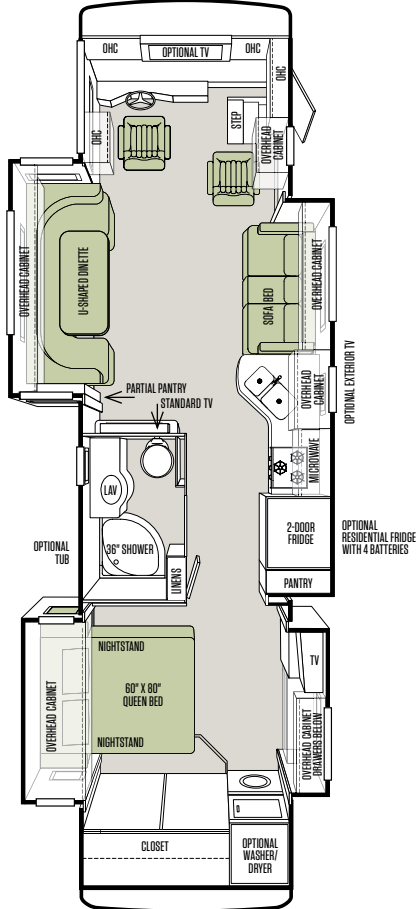 OHC
OPTIONAL TV
OHC
OHC
STEP
OHC
OVERHEAD
CABINET
OVERHEAD CABINET
U-SHAPED DINETTE
SOFA BED
OVERHEAD CABINET
PARTIAL PANTRY
STANDARD TV
OVERHEAD
CABINET
OPTIONAL EXTERIOR TV
MICROWAVE
LAV
36" SHOWER
OPTIONAL
TUB
LINENS
2-DOOR
FRIDGE
OPTIONAL
RESIDENTIAL FRIDGE
WITH 4 BATTERIES
PANTRY
NIGHTSTAND
60" X 80"
QUEEN BED
NIGHTSTAND
OVERHEAD CABINET
TV
OVERHEAD CABINET
DRAWERS BELOW
CLOSET
OPTIONAL
WASHER/
DRYER